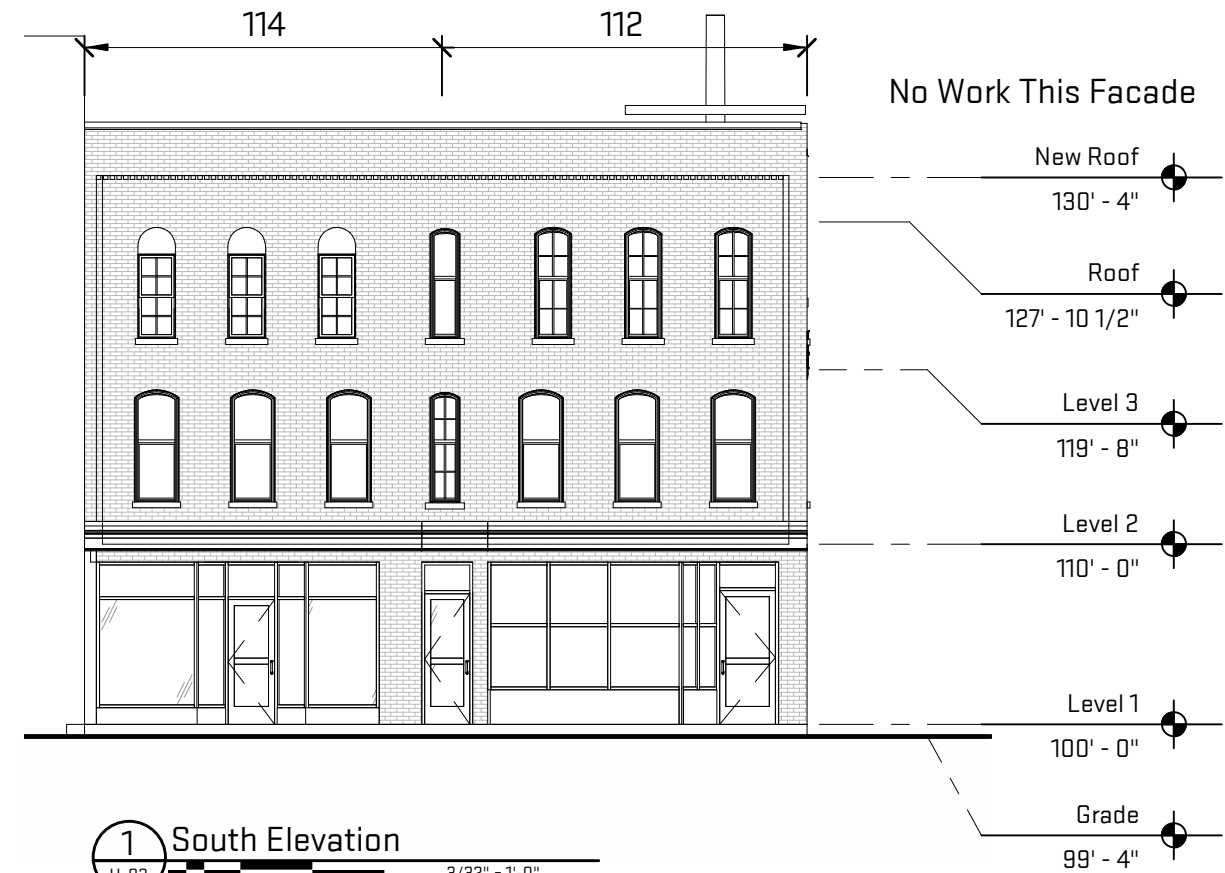 114
112
No Work This Facade
New Roof
130' - 4"
Roof
127' - 10 1/2"
Level 3
119' - 8"
Level 2
110' - 0"
Level 1
100' - 0"
Grade
99' - 4"
1
South Elevation